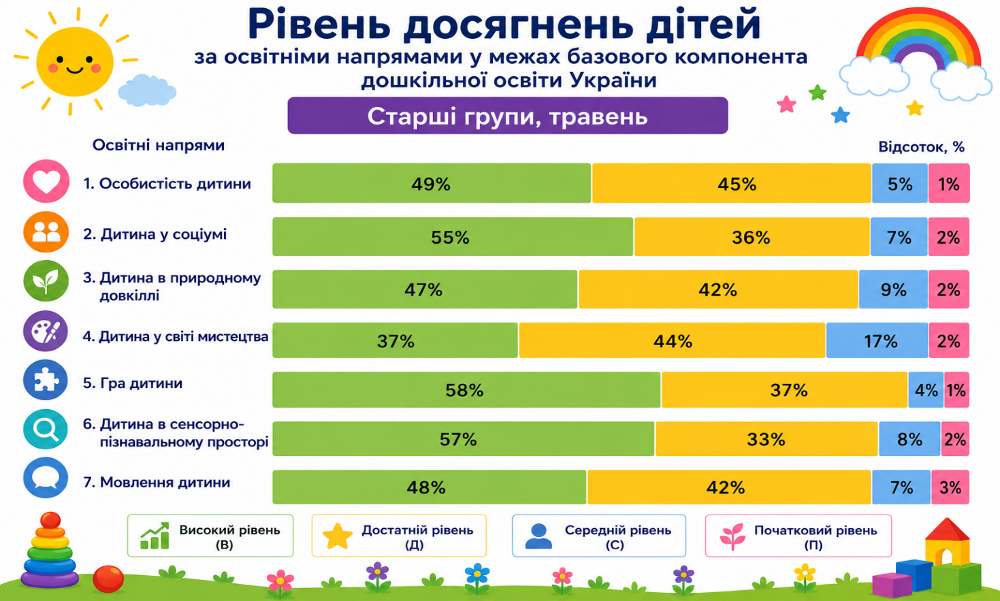 Рівень досягнень дітей
за освітніми напрямами у межах базового компонента
дошкільної освіти України
Старші групи, травень
Освітні напрями
Відсоток, %
1. Особистість дитини
49%
45%
5%
1%
2. Дитина у соціумі
55%
36%
7%
2%
3. Дитина в природному
довкіллі
47%
42%
9%
2%
4. Дитина у світі мистецтва
37%
44%
17%
2%
5. Гра дитини
58%
37%
4%
1%
6. Дитина в сенсорно-
пізнавальному просторі
57%
33%
8%
2%
7. Мовлення дитини
48%
42%
7%
3%
Високий рівень
(В)
Достатній рівень
(Д)
Середній рівень
(С)
Початковий рівень
(П)